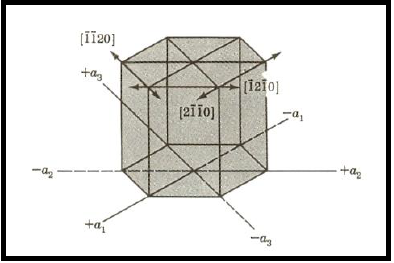 [1̅1̅20]
+a₃
[1̅21̅0]
[21̅1̅0]
−a₁
−a₂
+a₂
+a₁
−a₃